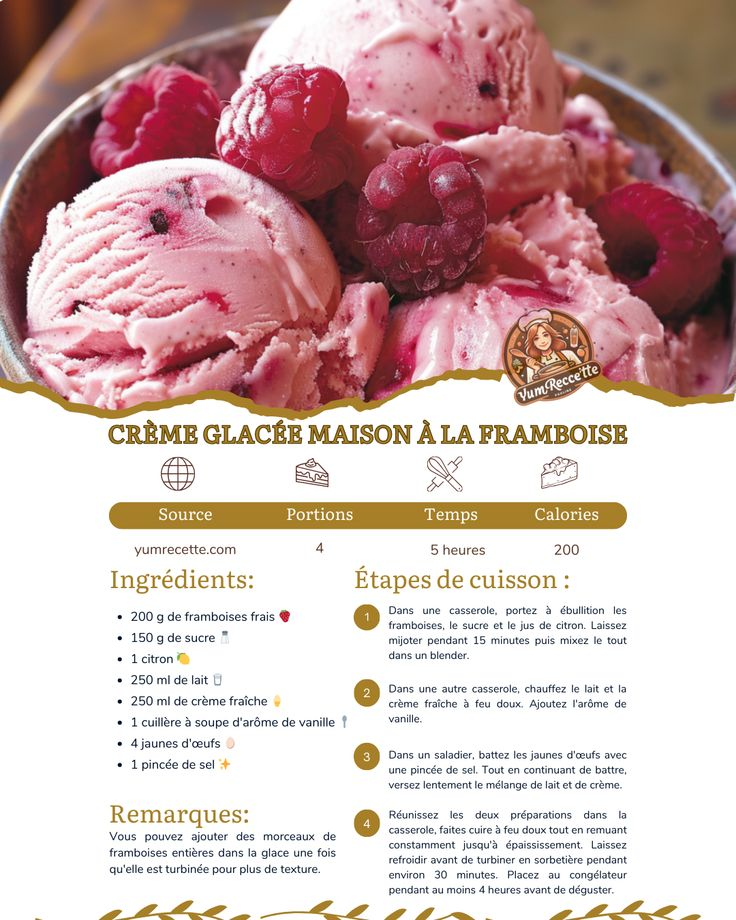 Yum Recce'tte
CRÈME GLACÉE MAISON À LA FRAMBOISE
Source Portions Temps Calories
yumrecette.com 4 5 heures 200
Ingrédients:
200 g de framboises frais 🍓
150 g de sucre 🧂
1 citron 🍋
250 ml de lait 🥛
250 ml de crème fraîche 🍦
1 cuillère à soupe d'arôme de vanille 🥄
4 jaunes d'œufs 🥚
1 pincée de sel ✨
Remarques:
Vous pouvez ajouter des morceaux de
framboises entières dans la glace une fois
qu'elle est turbinée pour plus de texture.
Étapes de cuisson :
1 Dans une casserole, portez à ébullition les
framboises, le sucre et le jus de citron. Laissez
mijoter pendant 15 minutes puis mixez le tout
dans un blender.
2 Dans une autre casserole, chauffez le lait et la
crème fraîche à feu doux. Ajoutez l'arôme de
vanille.
3 Dans un saladier, battez les jaunes d'œufs avec
une pincée de sel. Tout en continuant de battre,
versez lentement le mélange de lait et de crème.
4 Réunissez les deux préparations dans la
casserole, faites cuire à feu doux tout en remuant
constamment jusqu'à épaississement. Laissez
refroidir avant de turbiner en sorbetière pendant
environ 30 minutes. Placez au congélateur
pendant au moins 4 heures avant de déguster.